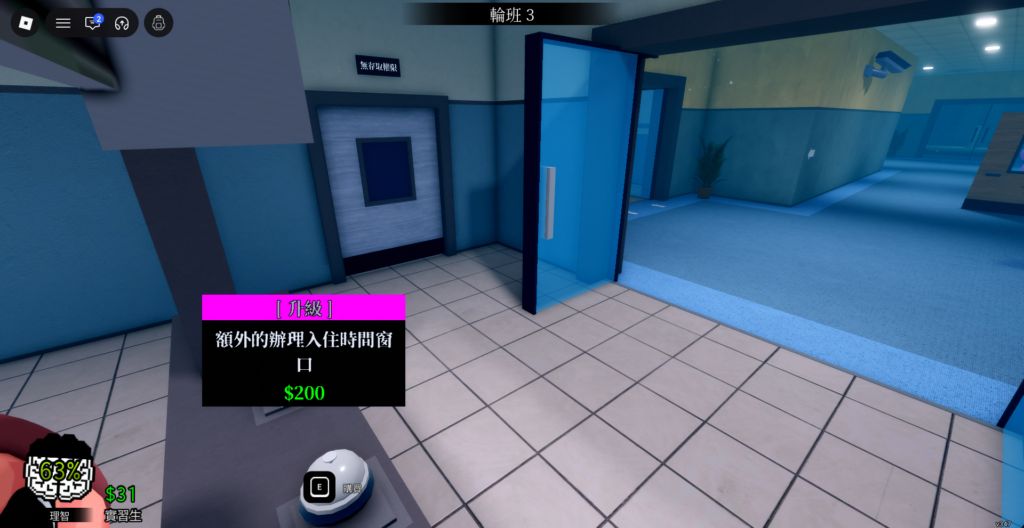 2
輪班 3
無存取權限
[ 升級 ]
額外的辦理入住時間窗
口
$200
63%
理智
$31
實習生
E
購買